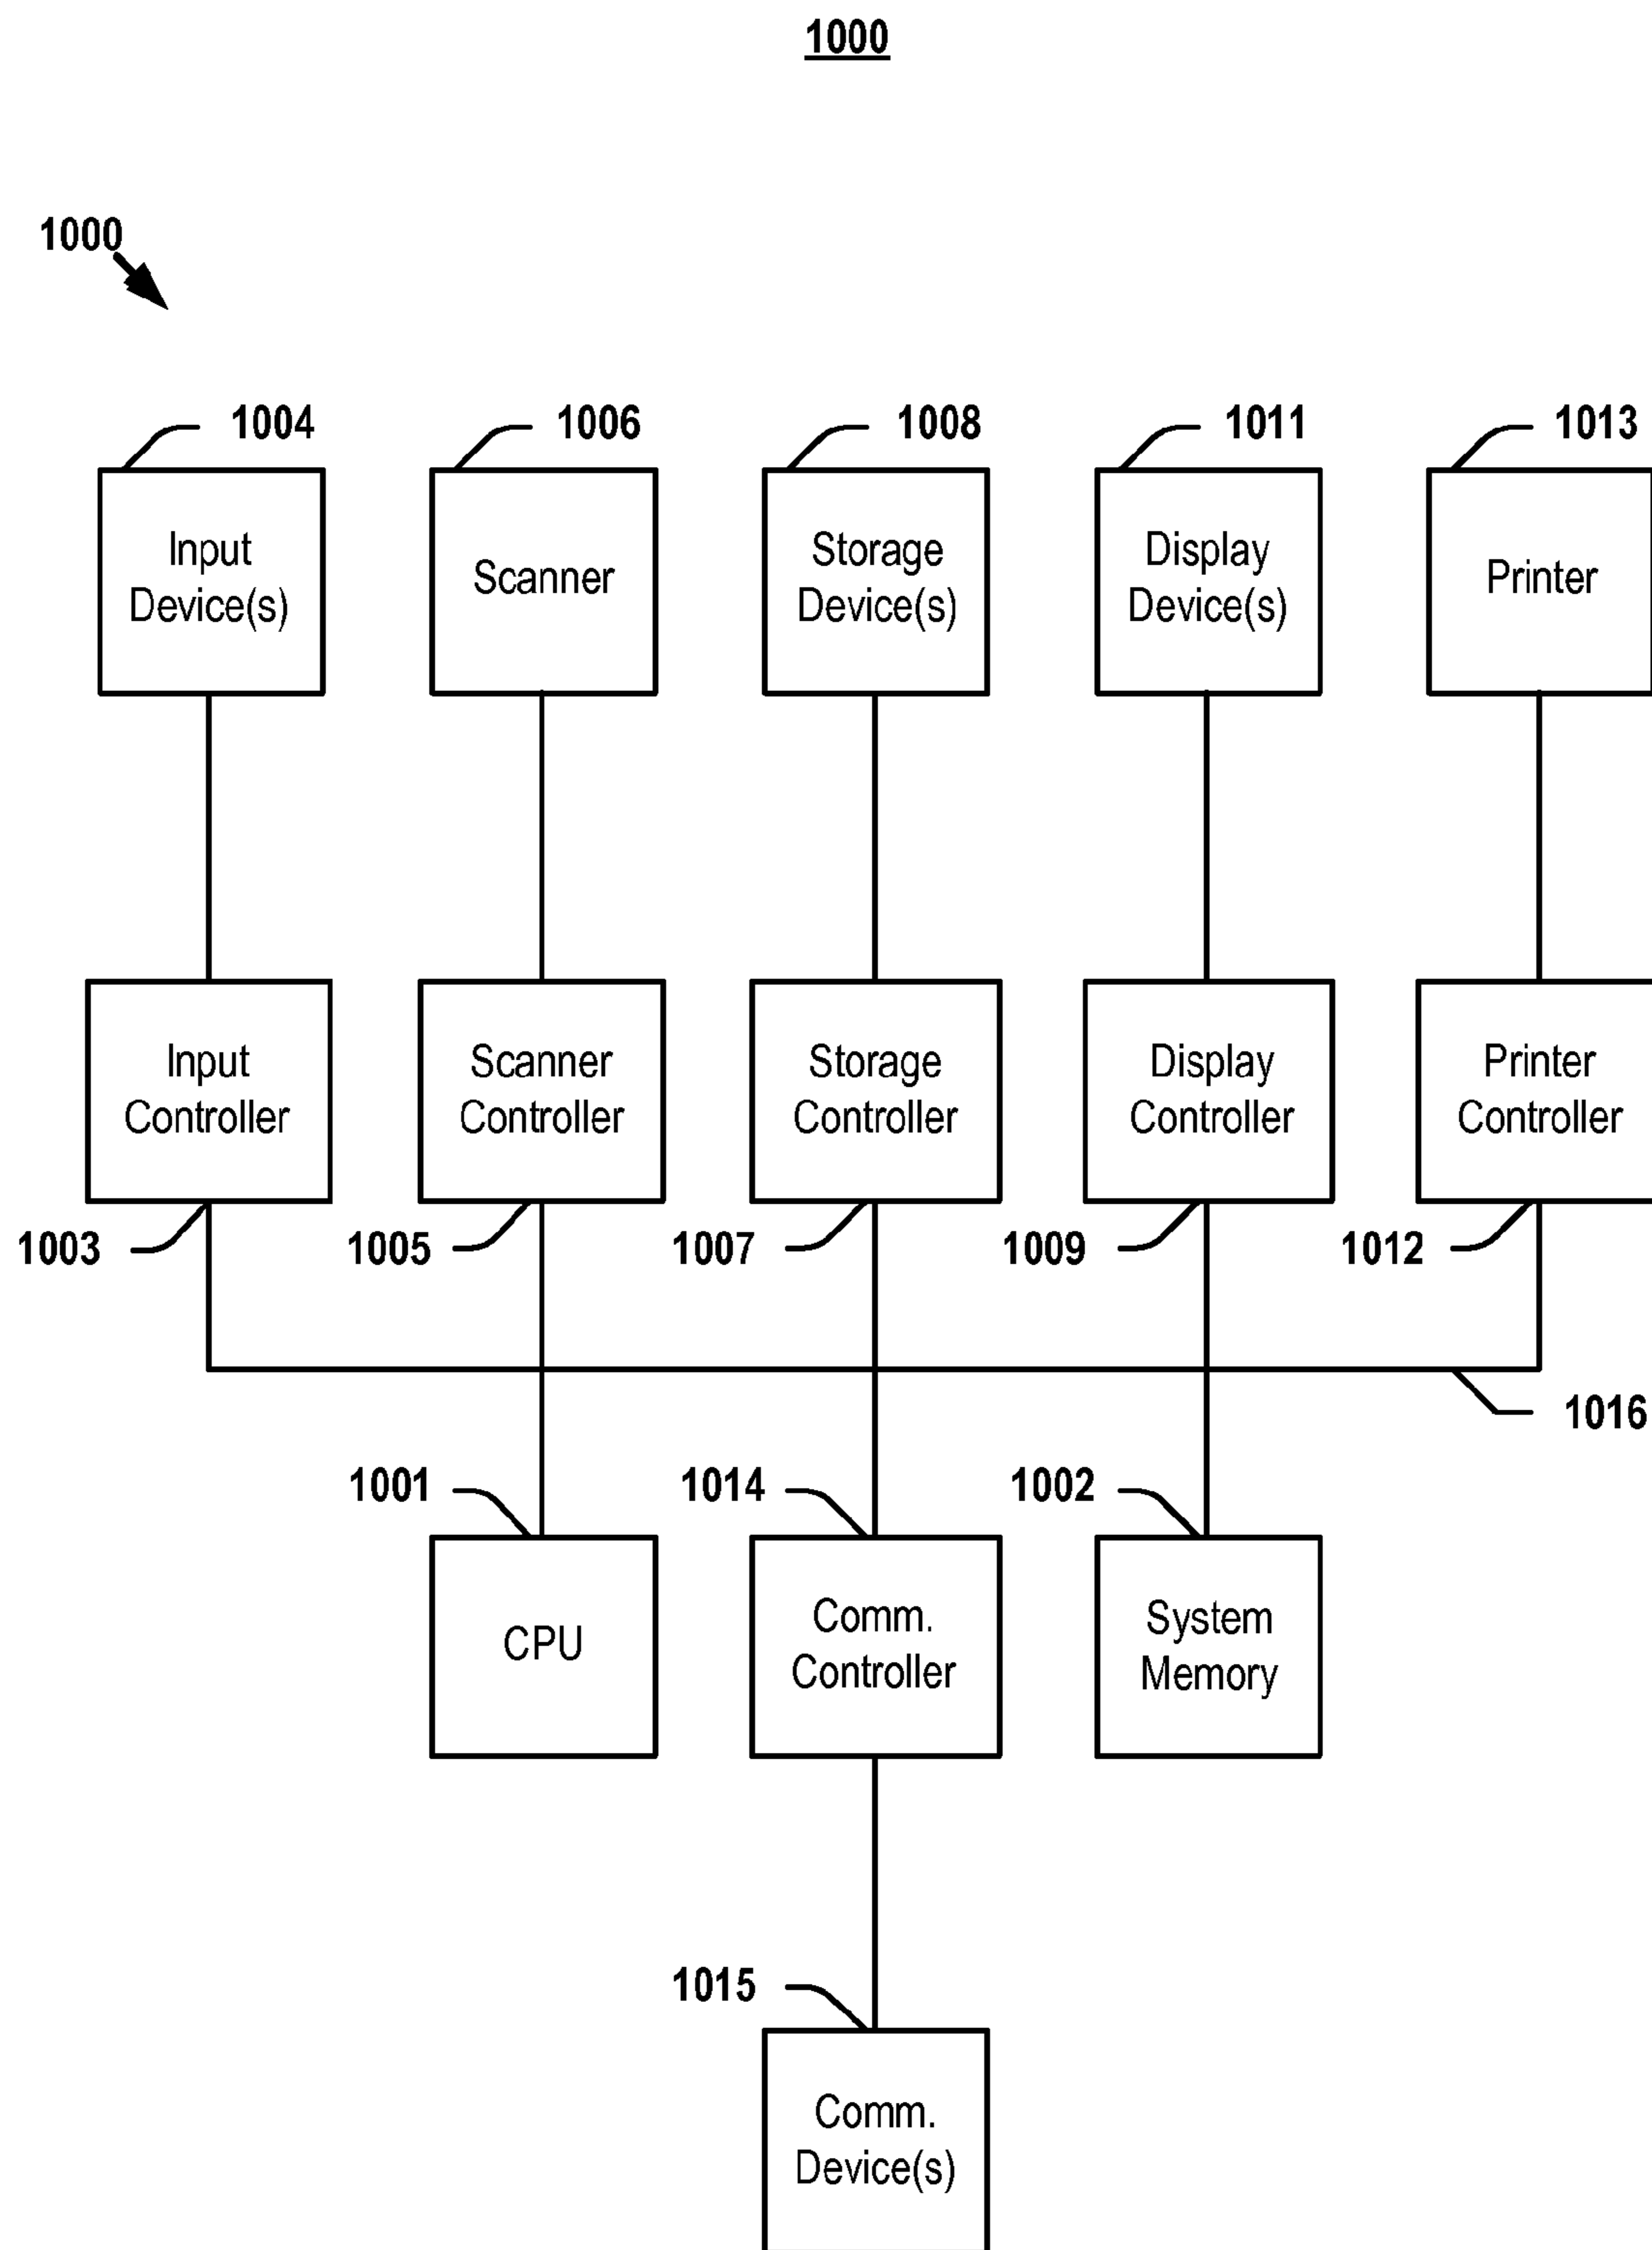 1000
1000
1004
1006
1008
1011
1013
Input
Device(s)
Scanner
Storage
Device(s)
Display
Device(s)
Printer
Input
Controller
Scanner
Controller
Storage
Controller
Display
Controller
Printer
Controller
1003
1005
1007
1009
1012
1016
1001
1014
1002
CPU
Comm.
Controller
System
Memory
1015
Comm.
Device(s)